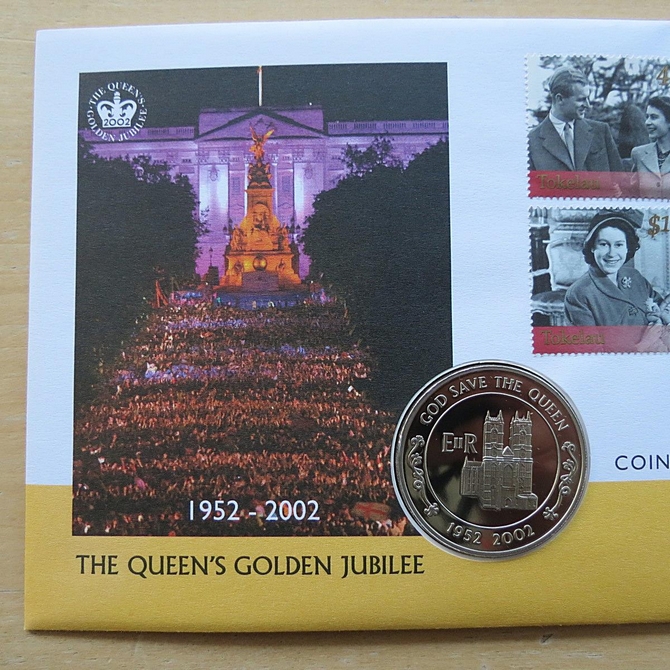 THE QUEEN'S
GOLDEN JUBILEE
2002
1952 - 2002
THE QUEEN'S GOLDEN JUBILEE
Tokelau
$1
Tokelau
GOD SAVE THE QUEEN
EIIR
1952 2002
COIN